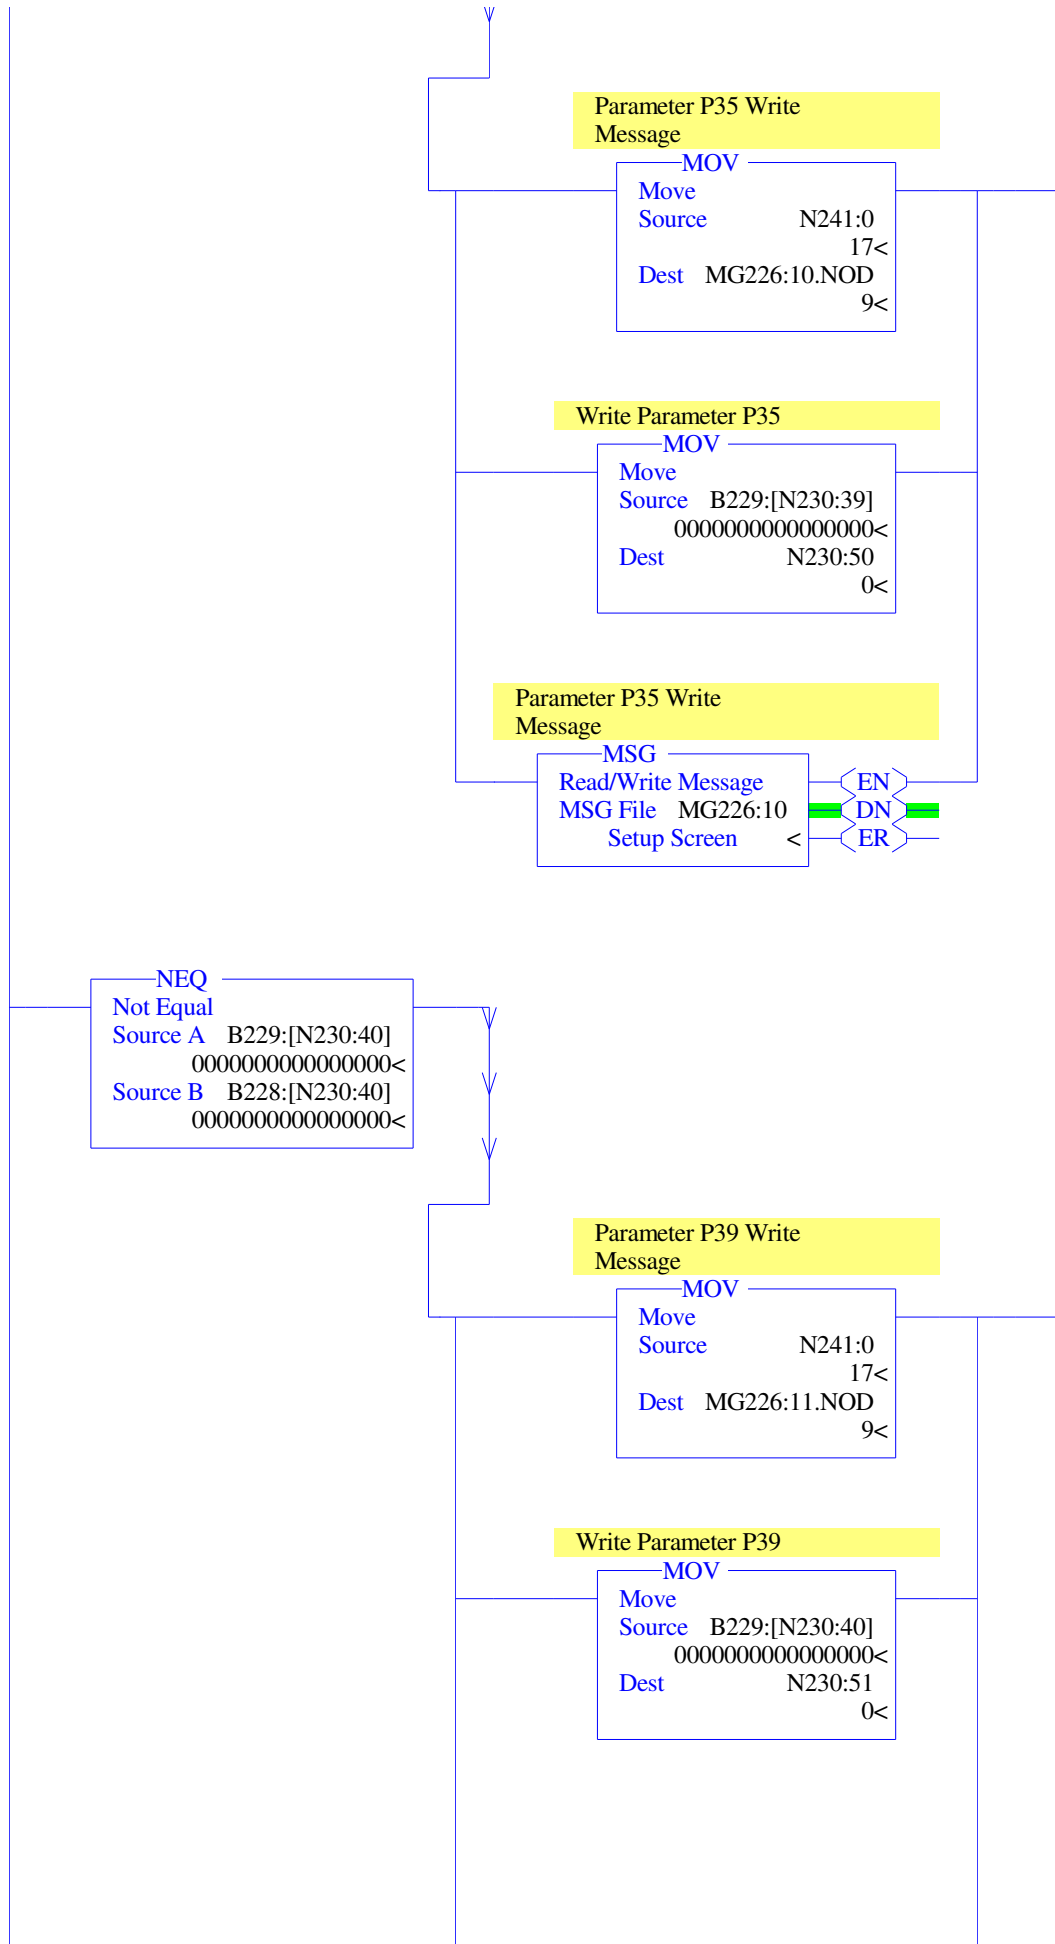 Parameter P35 Write
Message
MOV
Move
Source N241:0
17<
Dest MG226:10.NOD
9<
Write Parameter P35
MOV
Move
Source B229:[N230:39]
0000000000000000<
Dest N230:50
0<
Parameter P35 Write
Message
MSG
Read/Write Message EN
MSG File MG226:10 DN
Setup Screen < ER
NEQ
Not Equal
Source A B229:[N230:40]
0000000000000000<
Source B B228:[N230:40]
0000000000000000<
Parameter P39 Write
Message
MOV
Move
Source N241:0
17<
Dest MG226:11.NOD
9<
Write Parameter P39
MOV
Move
Source B229:[N230:40]
0000000000000000<
Dest N230:51
0<